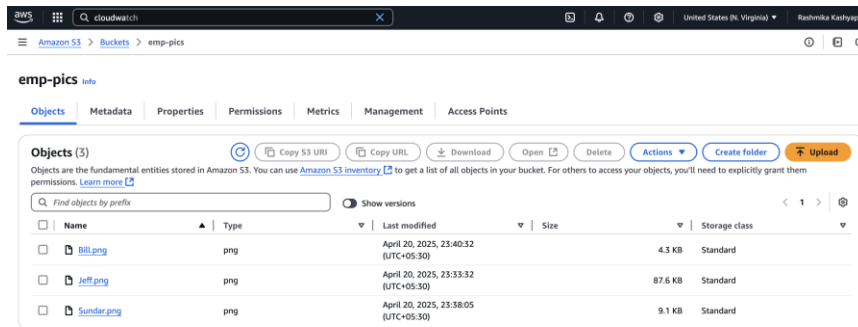 aws cloudwatch United States (N. Virginia) Rashmika Kashyap
Amazon S3 > Buckets > emp-pics
emp-pics Info
Objects Metadata Properties Permissions Metrics Management Access Points
Objects (3) Copy S3 URI Copy URL Download Open Delete Actions Create folder Upload
Objects are the fundamental entities stored in Amazon S3. You can use Amazon S3 inventory to get a list of all objects in your bucket. For others to access your objects, you'll need to explicitly grant them
permissions. Learn more
Find objects by prefix Show versions < 1 >
Name Type Last modified Size Storage class
Bill.png png April 20, 2025, 23:40:32 (UTC+05:30) 4.3 KB Standard
Jeff.png png April 20, 2025, 23:33:32 (UTC+05:30) 87.6 KB Standard
Sundar.png png April 20, 2025, 23:38:05 (UTC+05:30) 9.1 KB Standard